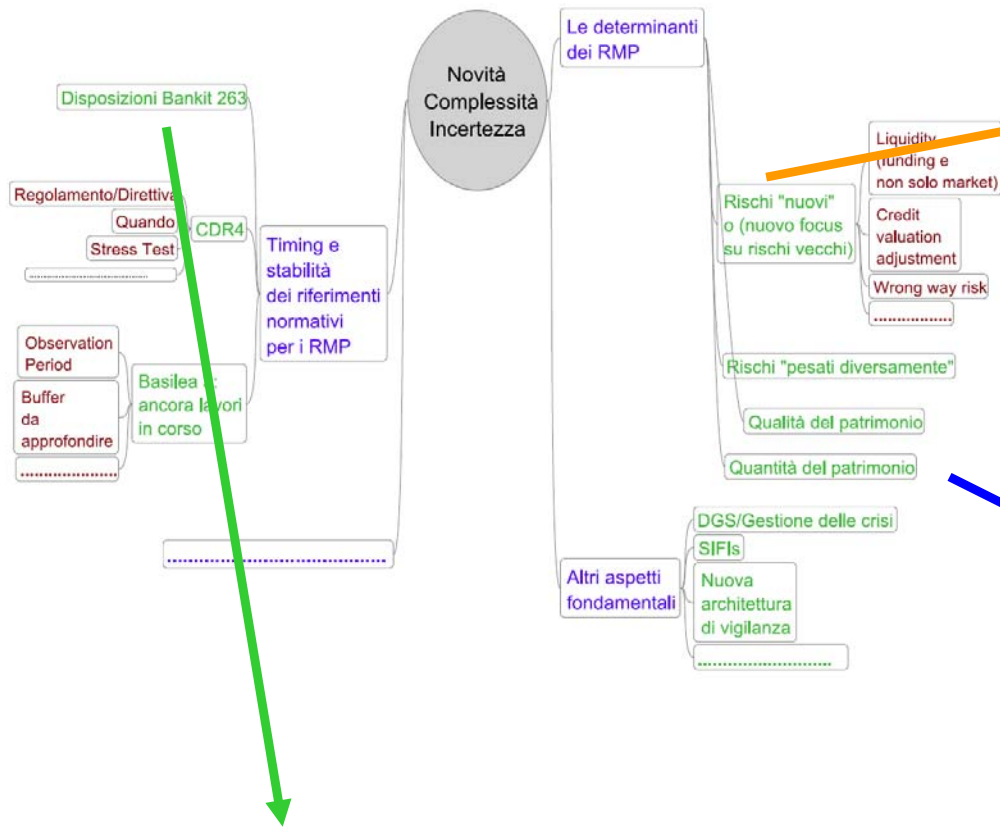 Novità
Complessità
Incertezza
Disposizioni Bankit 263
Regolamento/Direttiva
Quando
Stress Test
CDR4
Timing e
stabilità
dei riferimenti
normativi
per i RMP
Observation
Period
Buffer
da
approfondire
Basilea
ancora lavori
in corso
Le determinanti
dei RMP
Rischi "nuovi"
o (nuovo focus
su rischi vecchi)
Liquidity
(funding e
non solo market)
Credit
valuation
adjustment
Wrong way risk
Rischi "pesati diversamente"
Qualità del patrimonio
Quantità del patrimonio
Altri aspetti
fondamentali
DGS/Gestione delle crisi
SIFIs
Nuova
architettura
di vigilanza